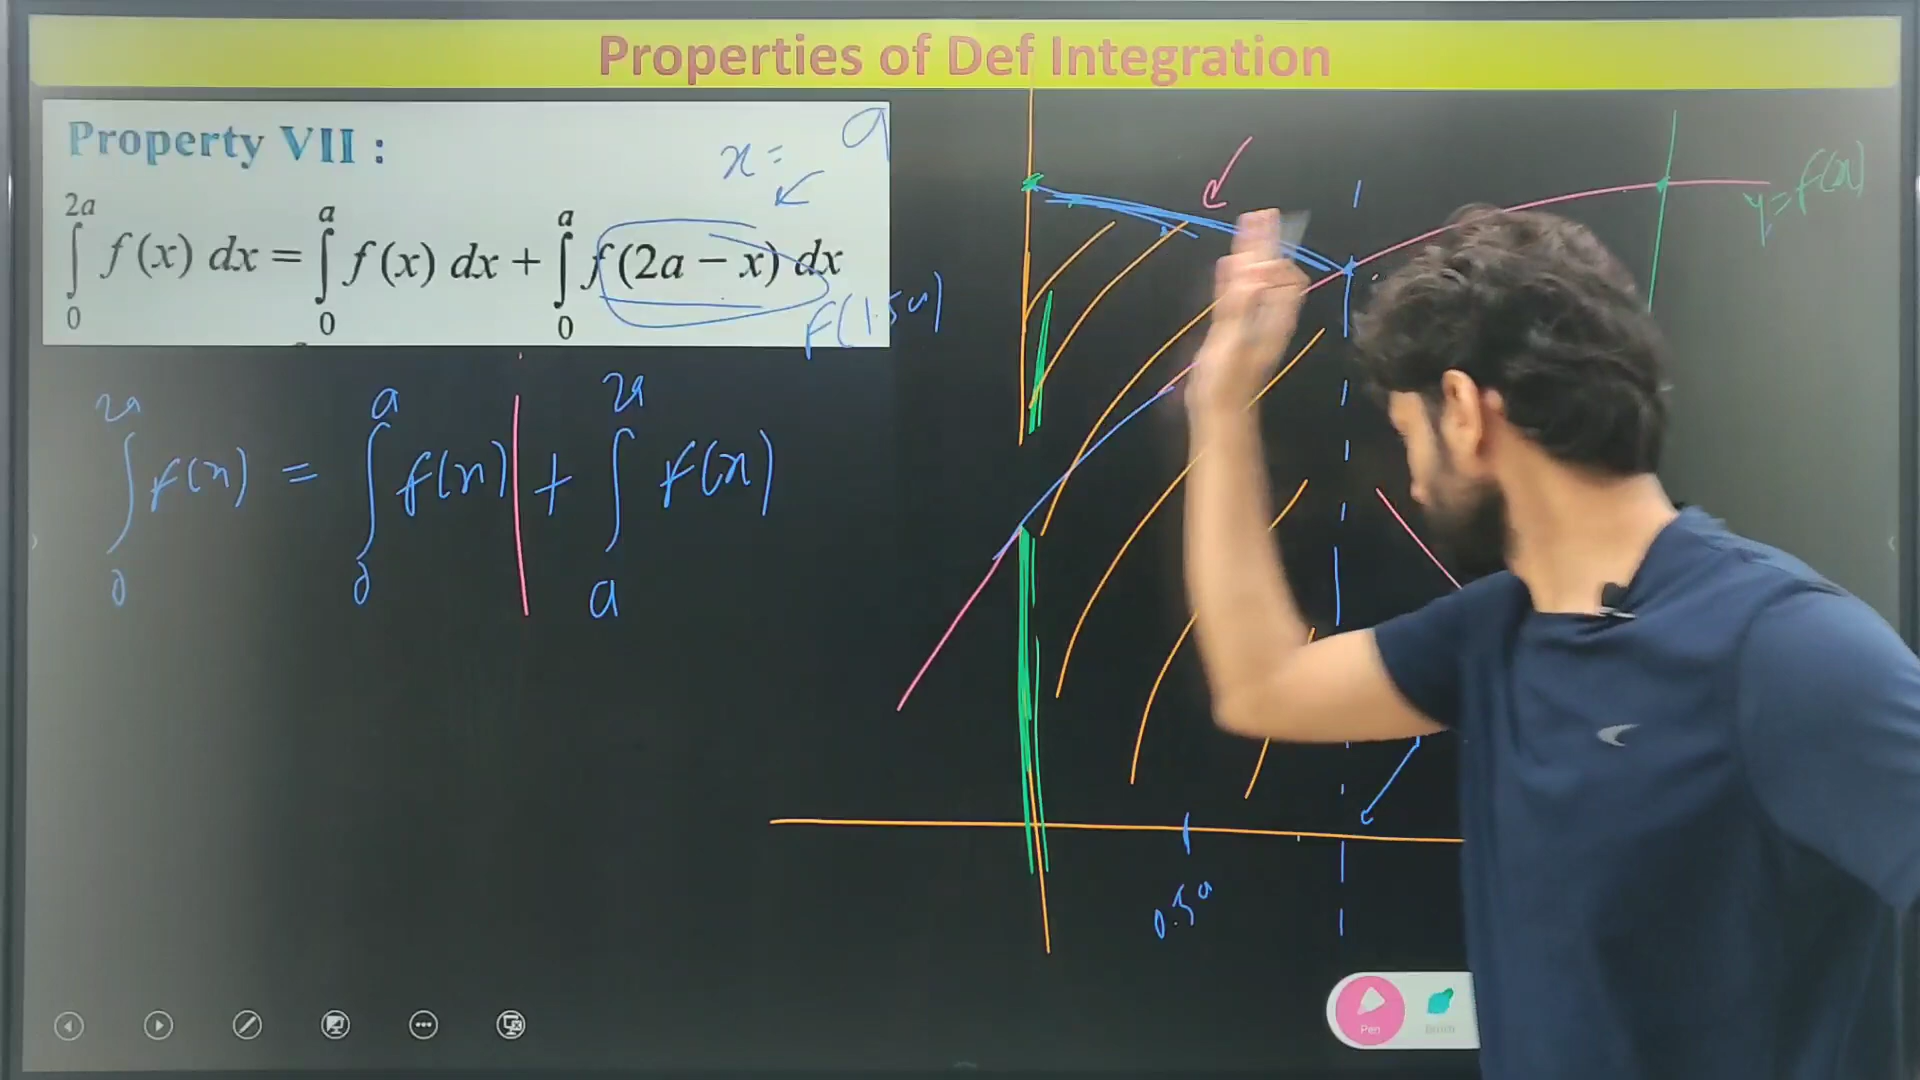 Properties of Def Integration
Property VII :
x = a
2a a a
∫ f (x) dx = ∫ f (x) dx + ∫ f (2a − x) dx
0 0 0
f(1.5a)
y = f(x)
2a a 2a
∫ f(x) = ∫ f(x) + ∫ f(x)
0 0 a
0.5a
Pen
Brush